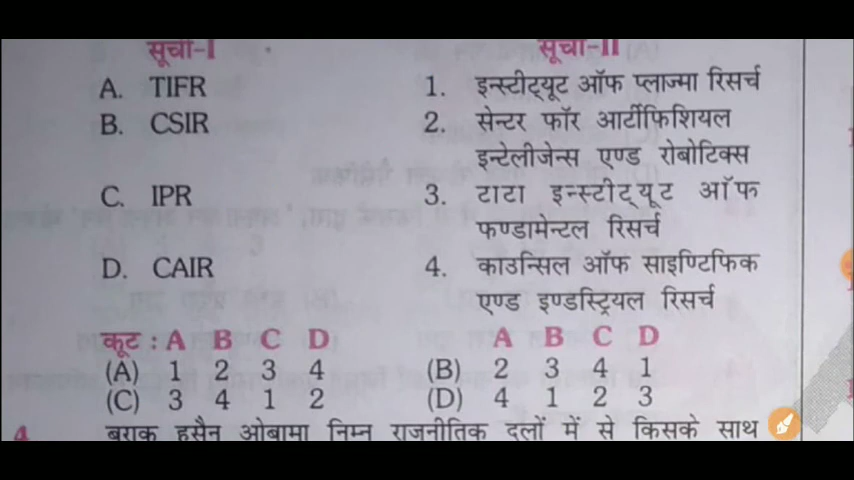 सूची-I सूची-II
A. TIFR 1. इन्स्टीट्यूट ऑफ प्लाज्मा रिसर्च
B. CSIR 2. सेन्टर फॉर आर्टीफिशियल
इन्टेलीजेन्स एण्ड रोबोटिक्स
C. IPR 3. टाटा इन्स्टीट्यूट ऑफ
फण्डामेन्टल रिसर्च
D. CAIR 4. काउन्सिल ऑफ साइण्टिफिक
एण्ड इण्डस्ट्रियल रिसर्च
कूट : A B C D A B C D
(A) 1 2 3 4 (B) 2 3 4 1
(C) 3 4 1 2 (D) 4 1 2 3
4 बराक हुसैन ओबामा निम्न राजनीतिक दलों में से किसके साथ